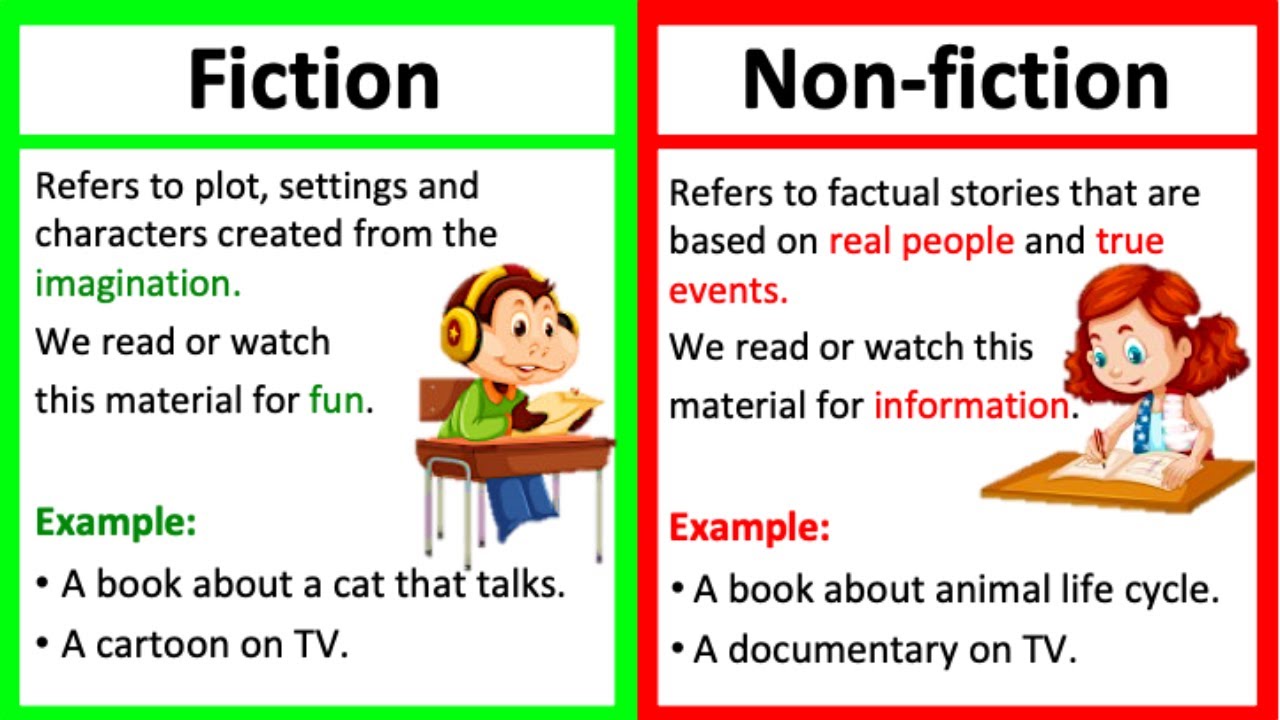 Fiction
Refers to plot, settings and
characters created from the
imagination.
We read or watch
this material for fun.
Example:
• A book about a cat that talks.
• A cartoon on TV.
Non-fiction
Refers to factual stories that are
based on real people and true
events.
We read or watch this
material for information.
Example:
• A book about animal life cycle.
• A documentary on TV.